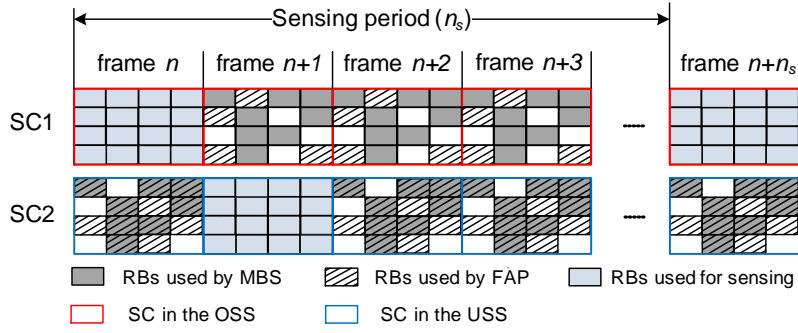 Sensing period (nₛ)
frame n frame n+1 frame n+2 frame n+3 frame n+nₛ
SC1
SC2
RBs used by MBS RBs used by FAP RBs used for sensing
SC in the OSS SC in the USS